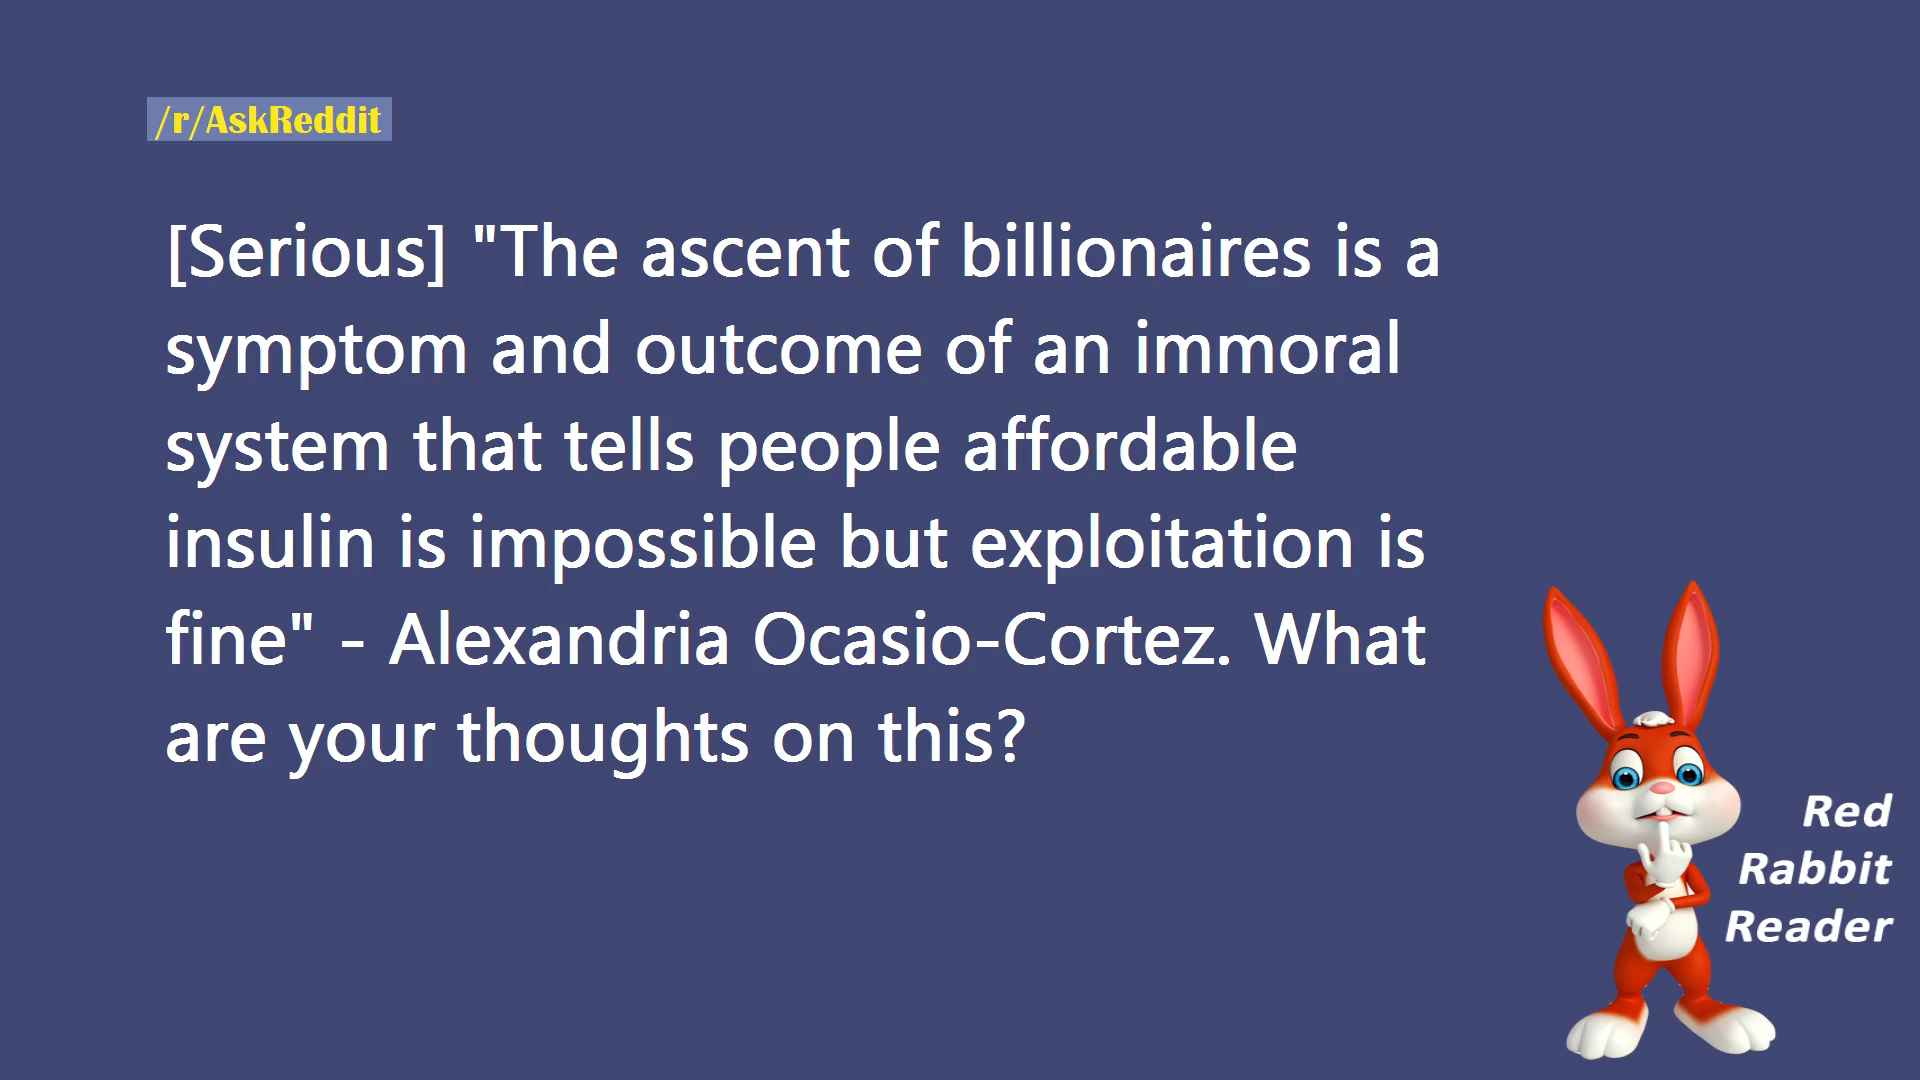 /r/AskReddit
[Serious] "The ascent of billionaires is a
symptom and outcome of an immoral
system that tells people affordable
insulin is impossible but exploitation is
fine" - Alexandria Ocasio-Cortez. What
are your thoughts on this?
Red
Rabbit
Reader